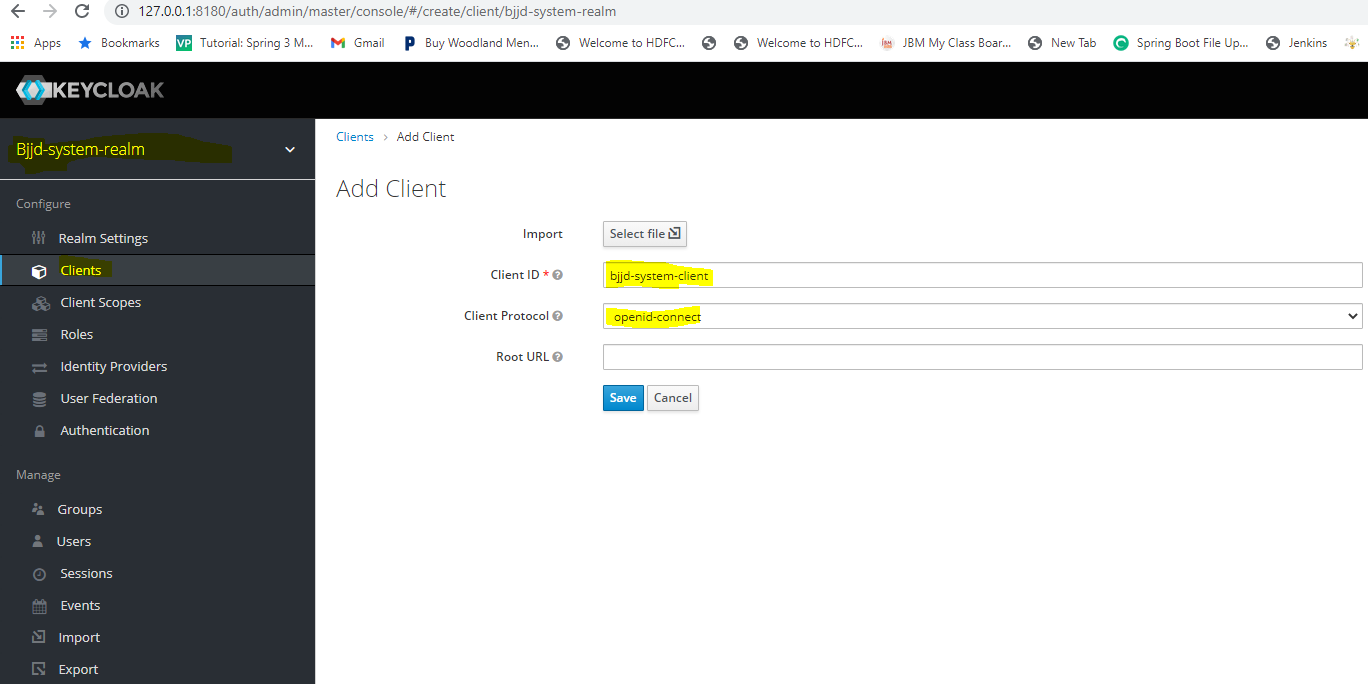 127.0.0.1:8180/auth/admin/master/console/#/create/client/bjjd-system-realm
Apps Bookmarks VP Tutorial: Spring 3 M... Gmail P Buy Woodland Men... Welcome to HDFC... Welcome to HDFC... JBM JBM My Class Boar... New Tab Spring Boot File Up... Jenkins
KEYCLOAK
Bjjd-system-realm
Configure
Realm Settings
Clients
Client Scopes
Roles
Identity Providers
User Federation
Authentication
Manage
Groups
Users
Sessions
Events
Import
Export
Clients > Add Client
Add Client
Import Select file
Client ID * bjjd-system-client
Client Protocol openid-connect
Root URL
Save Cancel